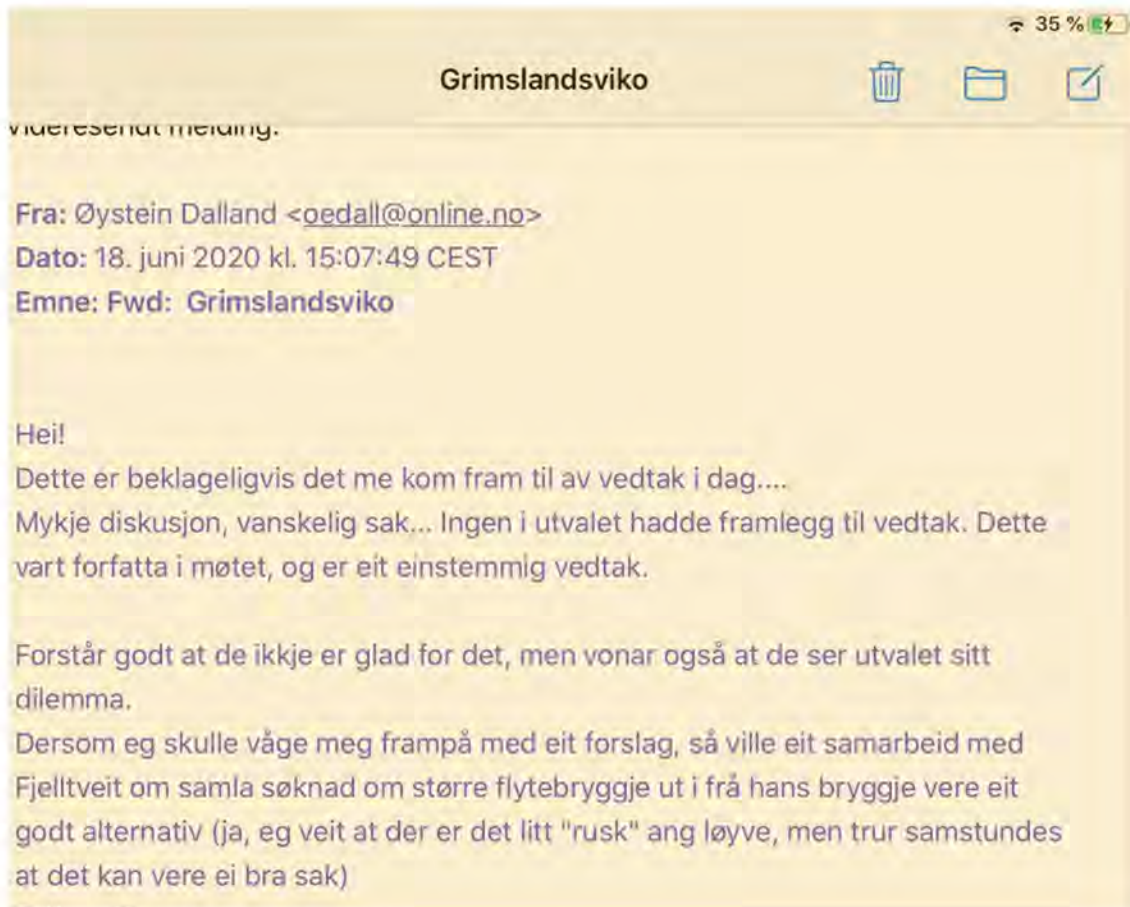 35 %
Grimslandsviko
Videresendt melding:
Fra: Øystein Dalland <oedall@online.no>
Dato: 18. juni 2020 kl. 15:07:49 CEST
Emne: Fwd: Grimslandsviko
Hei!
Dette er beklageligvis det me kom fram til av vedtak i dag....
Mykje diskusjon, vanskelig sak... Ingen i utvalet hadde framlegg til vedtak. Dette
vart forfatta i møtet, og er eit einstemmig vedtak.
Forstår godt at de ikkje er glad for det, men vonar også at de ser utvalet sitt
dilemma.
Dersom eg skulle våge meg frampå med eit forslag, så ville eit samarbeid med
Fjelltveit om samla søknad om større flytebryggje ut i frå hans bryggje vere eit
godt alternativ (ja, eg veit at der er det litt "rusk" ang løyve, men trur samstundes
at det kan vere ei bra sak)